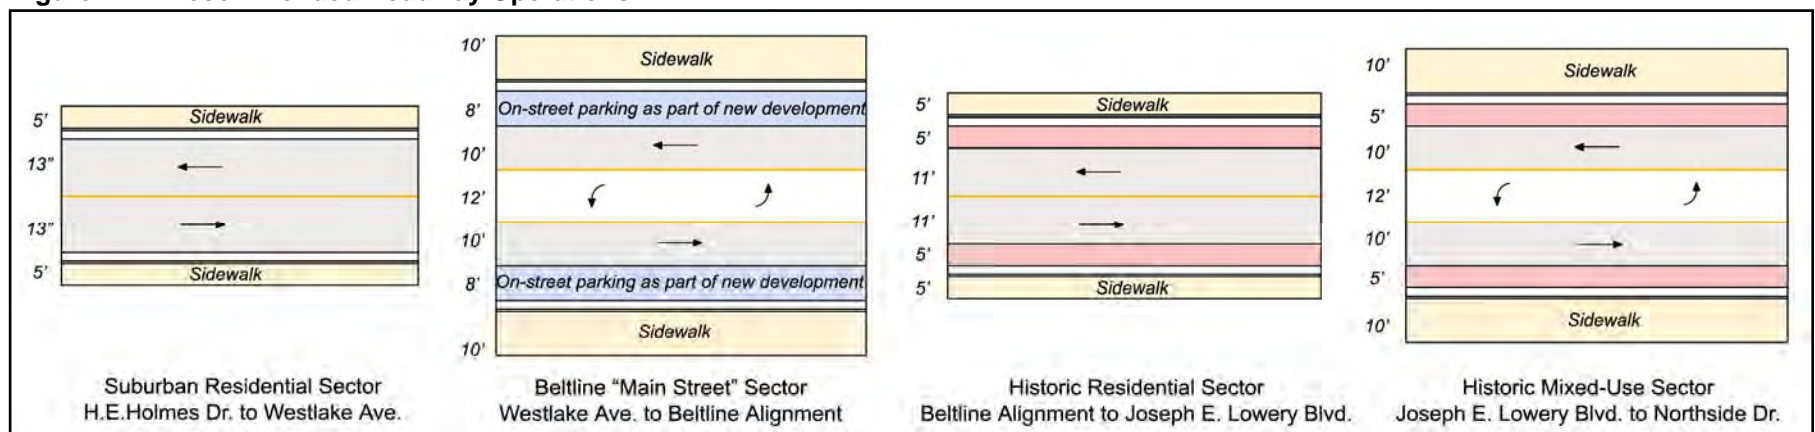 5'
Sidewalk
13"
13"
5'
Sidewalk
Suburban Residential Sector
H.E.Holmes Dr. to Westlake Ave.
10'
Sidewalk
8'
On-street parking as part of new development
10'
12'
10'
8'
On-street parking as part of new development
Sidewalk
10'
Beltline “Main Street” Sector
Westlake Ave. to Beltline Alignment
5'
Sidewalk
5'
11'
11'
5'
5'
Sidewalk
Historic Residential Sector
Beltline Alignment to Joseph E. Lowery Blvd.
10'
Sidewalk
5'
10'
12'
10'
5'
10'
Sidewalk
Historic Mixed-Use Sector
Joseph E. Lowery Blvd. to Northside Dr.